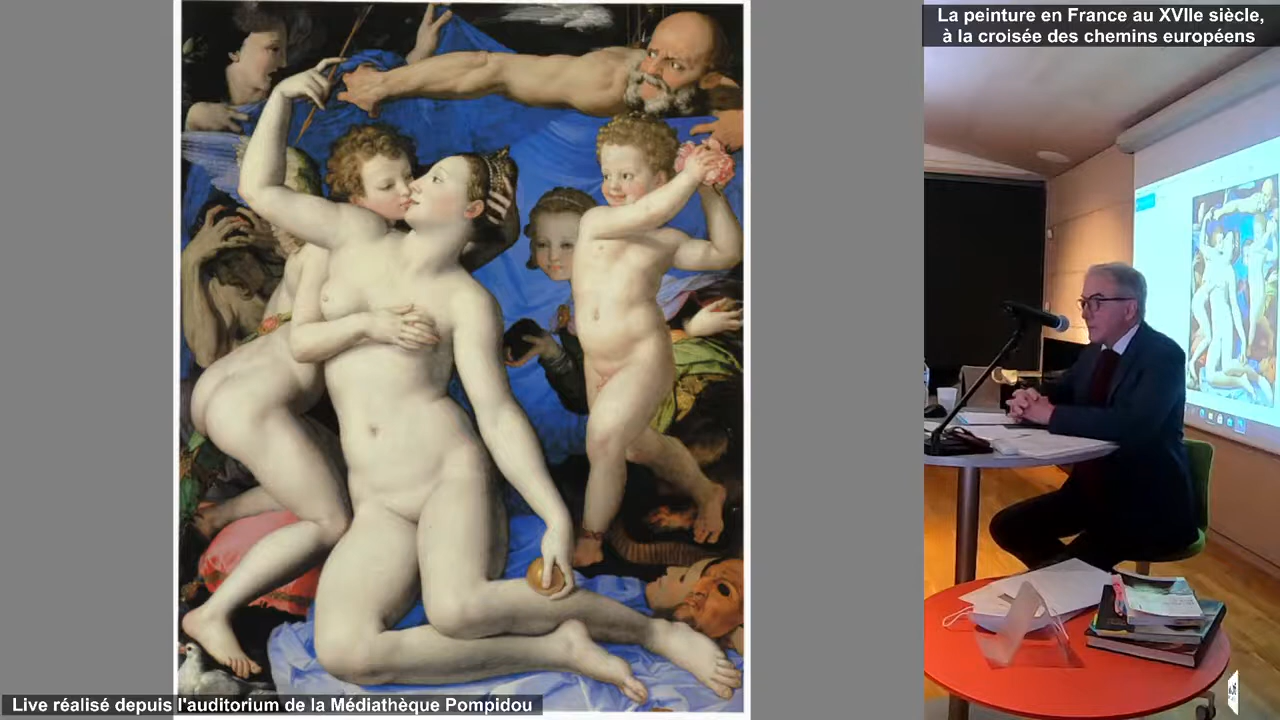 La peinture en France au XVIIe siècle,
à la croisée des chemins européens
Live réalisé depuis l'auditorium de la Médiathèque Pompidou